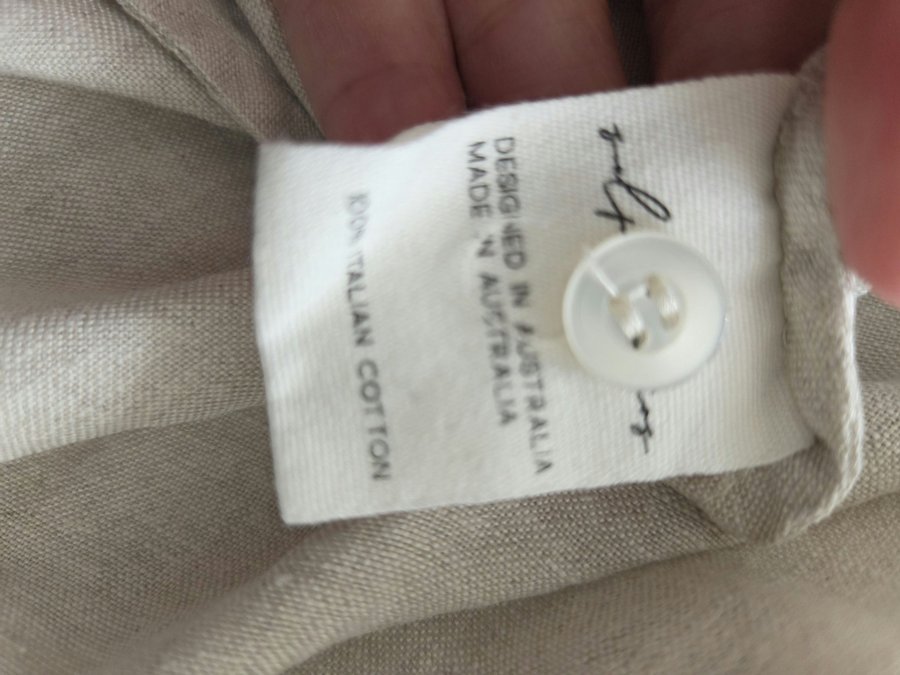 DESIGNED IN AUSTRALIA
MADE IN AUSTRALIA
100% ITALIAN COTTON